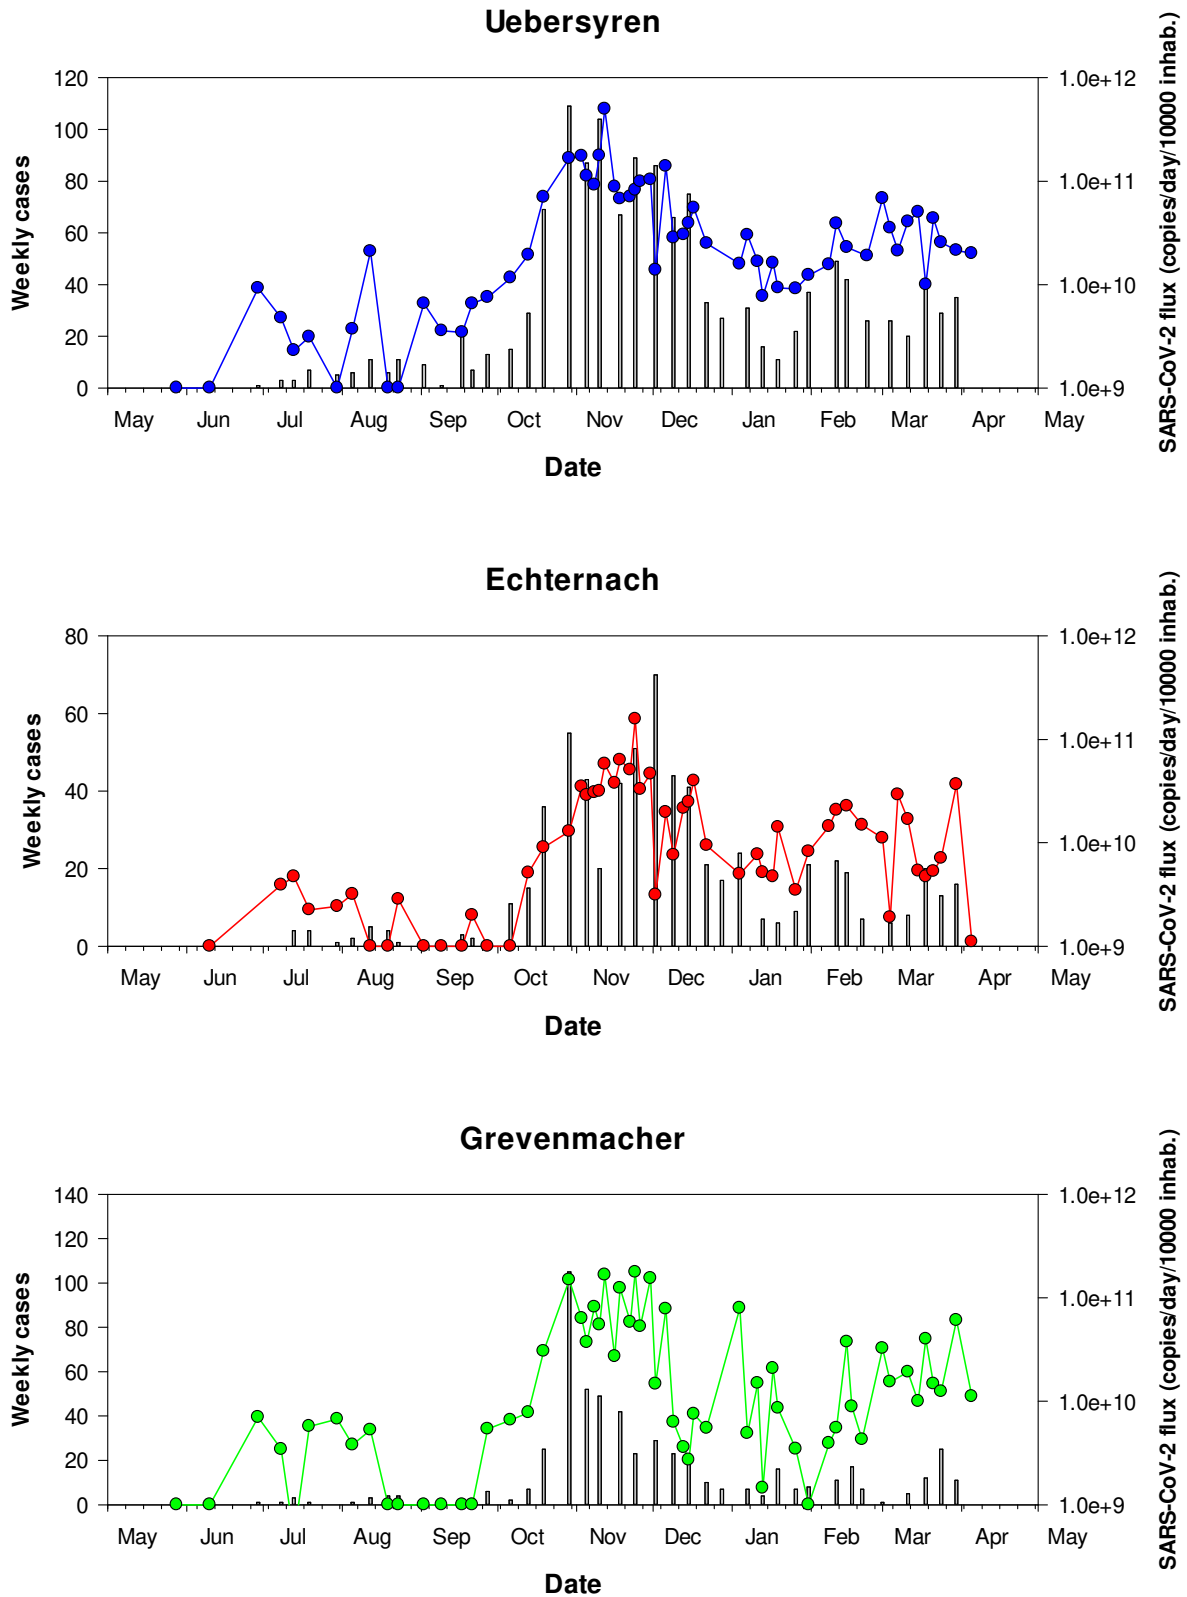 Uebersyren
120
100
80
60
40
20
0
Weekly cases
1.0e+12
1.0e+11
1.0e+10
1.0e+9
SARS-CoV-2 flux (copies/day/10000 inhab.)
May Jun Jul Aug Sep Oct Nov Dec Jan Feb Mar Apr May
Date
Echternach
80
60
40
20
0
Weekly cases
1.0e+12
1.0e+11
1.0e+10
1.0e+9
SARS-CoV-2 flux (copies/day/10000 inhab.)
May Jun Jul Aug Sep Oct Nov Dec Jan Feb Mar Apr May
Date
Grevenmacher
140
120
100
80
60
40
20
0
Weekly cases
1.0e+12
1.0e+11
1.0e+10
1.0e+9
SARS-CoV-2 flux (copies/day/10000 inhab.)
May Jun Jul Aug Sep Oct Nov Dec Jan Feb Mar Apr May
Date